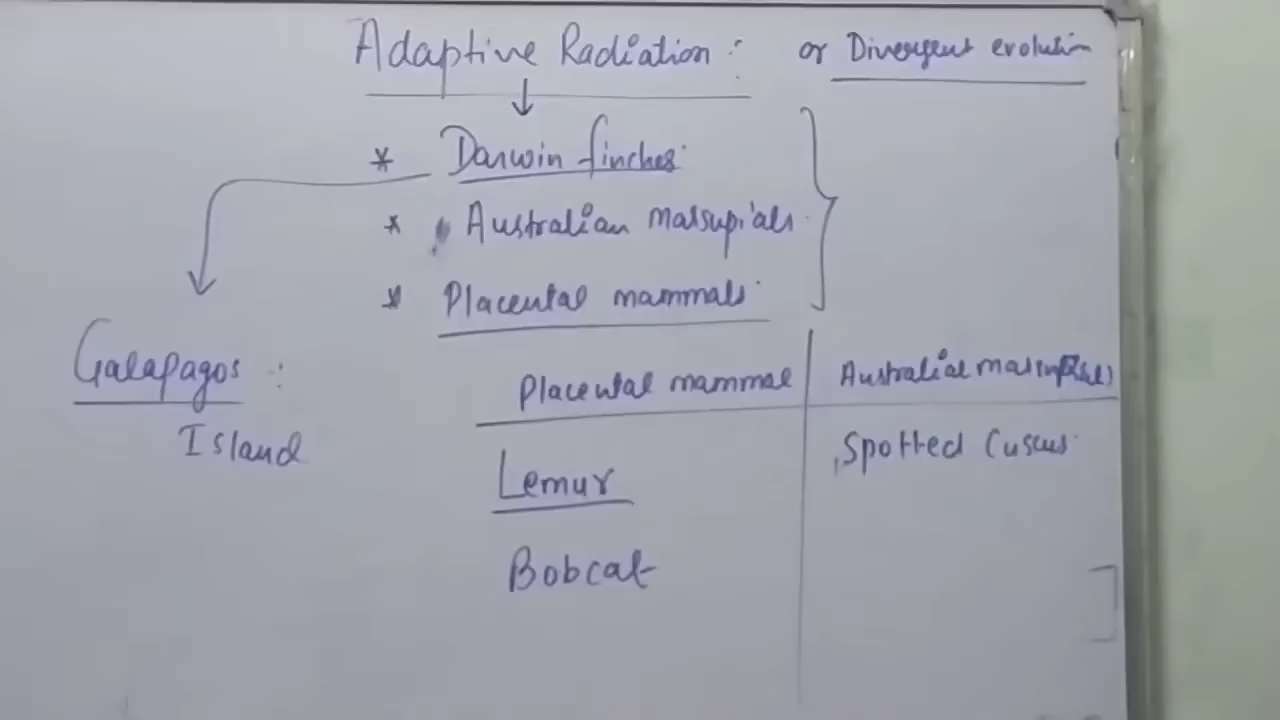 Adaptive Radiation : or Divergent evolution
* Darwin finches
* Australian Marsupials
* Placental mammals
Galapagos :
Island
Placental mammal Australial
Lemur Spotted Cuscus
Bobcat